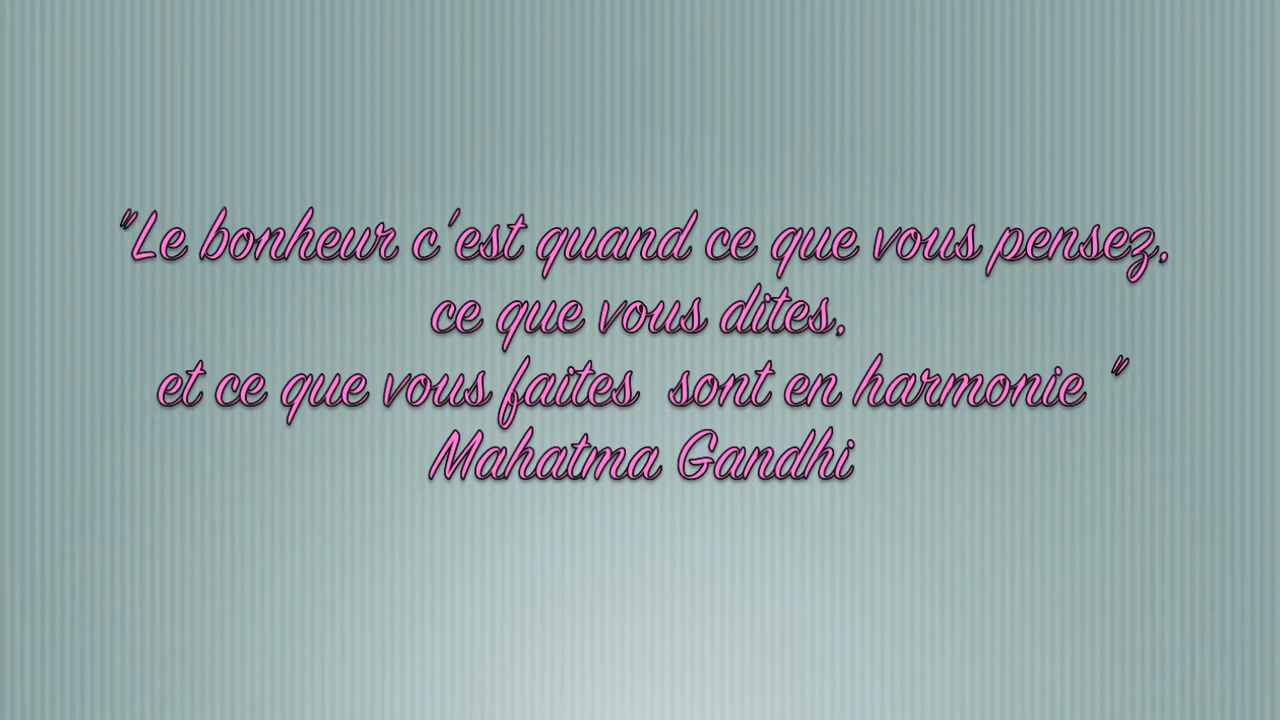 "Le bonheur c'est quand ce que vous pensez,
ce que vous dites,
et ce que vous faites  sont en harmonie "
Mahatma Gandhi